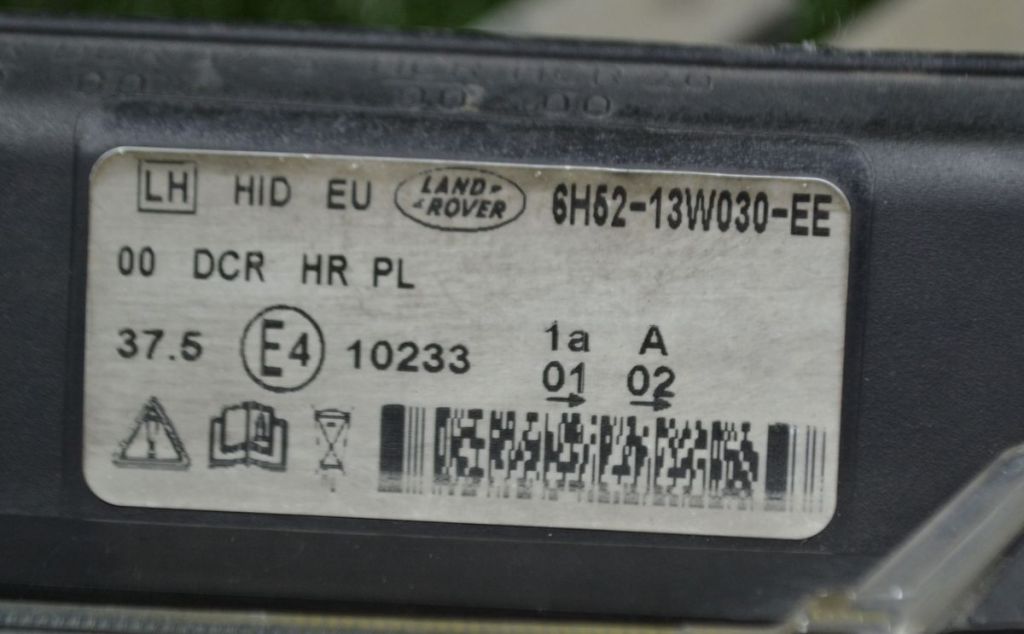 LH HID EU LAND-ROVER 6H52-13W030-EE
00 DCR HR PL
37.5 E4 10233 1a A
01 02